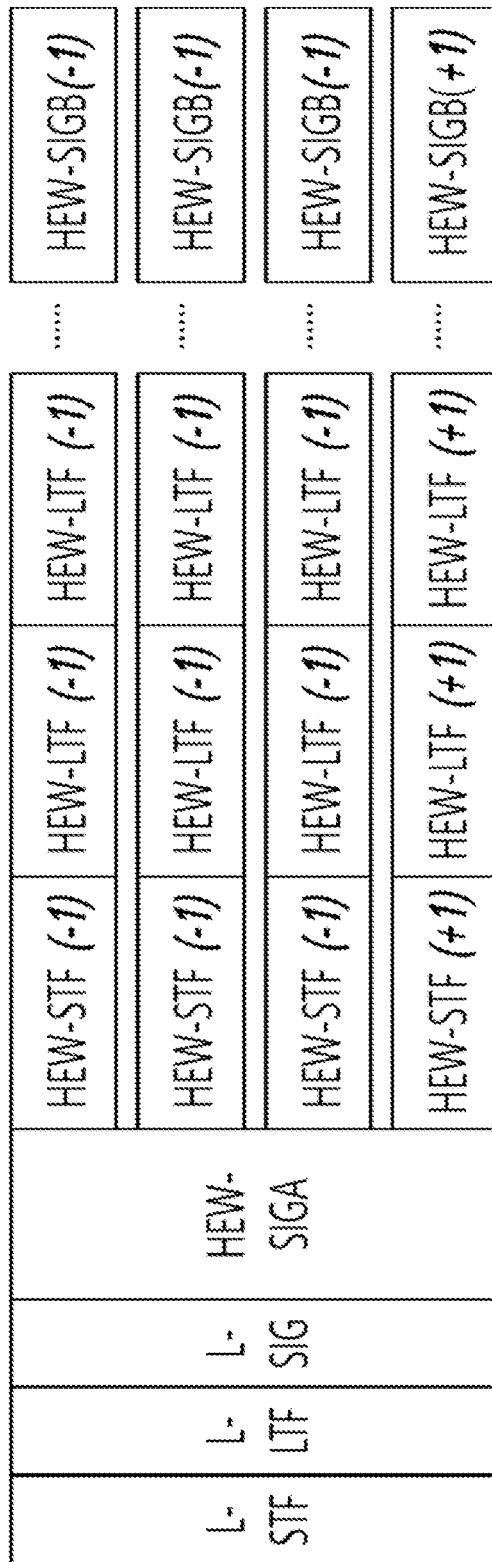 L-
STF
L-
LTF
L-
SIG
HEW-
SIGA
HEW-STF (-1)
HEW-LTF (-1)
HEW-LTF (-1)
......
HEW-SIGB(-1)
HEW-STF (-1)
HEW-LTF (-1)
HEW-LTF (-1)
......
HEW-SIGB(-1)
HEW-STF (-1)
HEW-LTF (-1)
HEW-LTF (-1)
......
HEW-SIGB(-1)
HEW-STF (+1)
HEW-LTF (+1)
HEW-LTF (+1)
......
HEW-SIGB(+1)